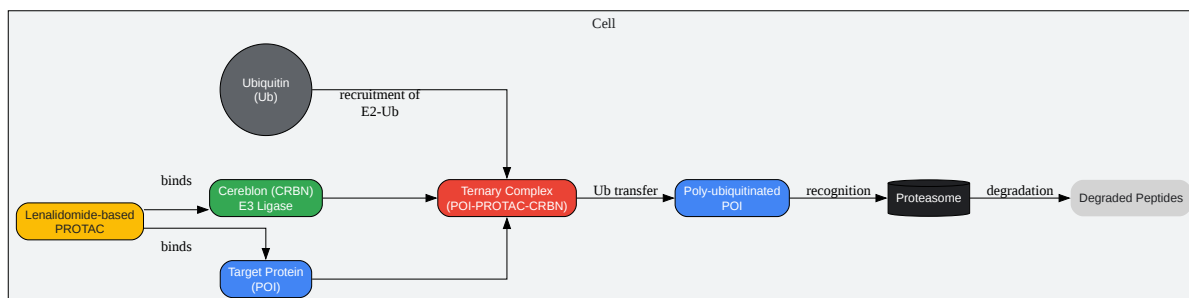 Cell
Ubiquitin
(Ub)
recruitment of
E2-Ub
binds
Cereblon (CRBN)
E3 Ligase
Ternary Complex
(POI-PROTAC-CRBN)
Ub transfer
Poly-ubiquitinated
POI
recognition
Proteasome
degradation
Degraded Peptides
Lenalidomide-based
PROTAC
binds
Target Protein
(POI)